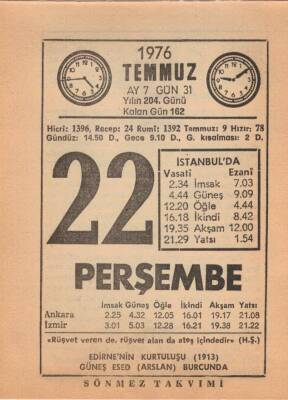 1976
TEMMUZ
AY 7 GÜN 31
Yılın 204. Günü
Kalan Gün 162
Hicri: 1396, Recep: 24 Rumî: 1392 Temmuz: 9 Hızır: 78
Gündüz: 14.50 D., Gece 9.10 D., G. kısalması: 2 D.
22
İSTANBUL'DA
Vasati Ezanî
2.34 İmsak 7.03
4.44 Güneş 9.09
12.20 Öğle 4.44
16.18 İkindi 8.42
19.35 Akşam 12.00
21.29 Yatsı 1.54
PERŞEMBE
İmsak Güneş Öğle İkindi Akşam Yatsı
Ankara 2.25 4.32 12.05 16.01 19.17 21.08
İzmir 3.01 5.03 12.28 16.21 19.38 21.22
«Rüşvet veren de, rüşvet alan da ateş içindedir» (H.Ş.)
EDİRNE'NİN KURTULUŞU (1913)
GÜNEŞ ESED (ARSLAN) BURCUNDA
SÖNMEZ TAKVİMİ